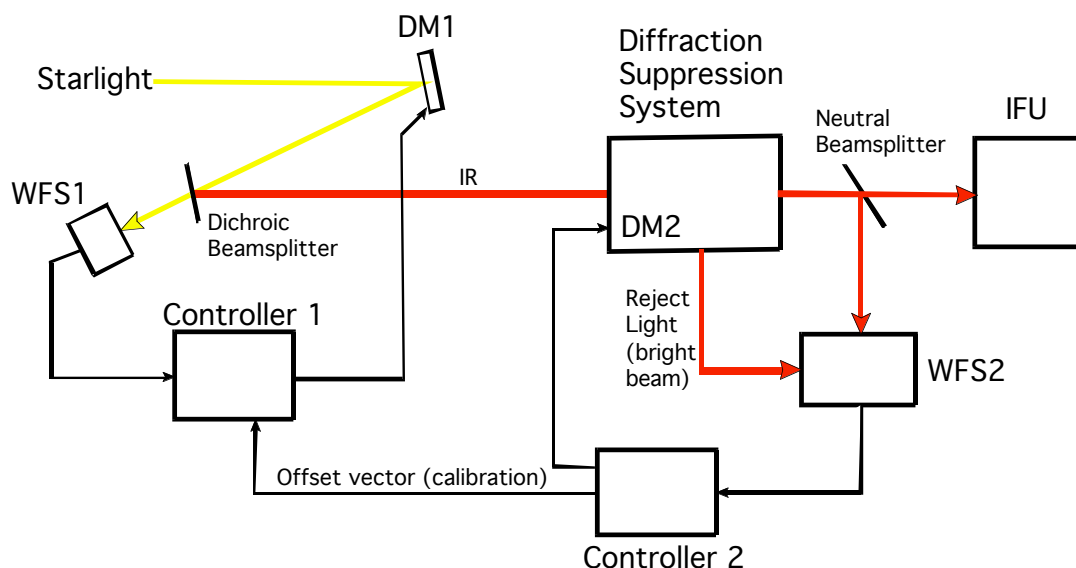 DM1
Starlight
Diffraction
Suppression
System
Neutral
Beamsplitter
IFU
WFS1
IR
Dichroic
Beamsplitter
DM2
Controller 1
Reject
Light
(bright
beam)
WFS2
Offset vector (calibration)
Controller 2